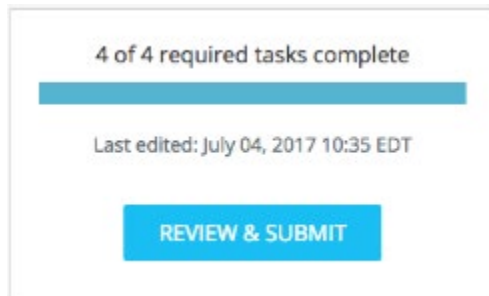 4 of 4 required tasks complete
Last edited: July 04, 2017 10:35 EDT
REVIEW & SUBMIT